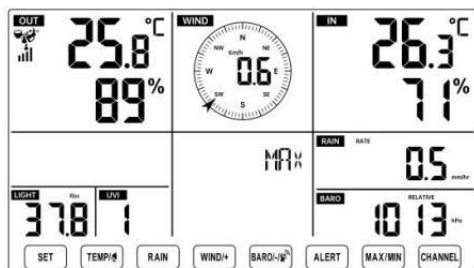 OUT 25.8 °C
89%
WIND
N
NW Km/h NE
W 0.6 E
SW SE
S
IN 26.3 °C
71%
MAX
RAIN RATE
0.5 mm/hr
LIGHT Klux
37.8
UVI
1
BARO RELATIVE
1013 hPa
SET TEMP/ RAIN WIND/+ BARO/-/ ALERT MAX/MIN CHANNEL